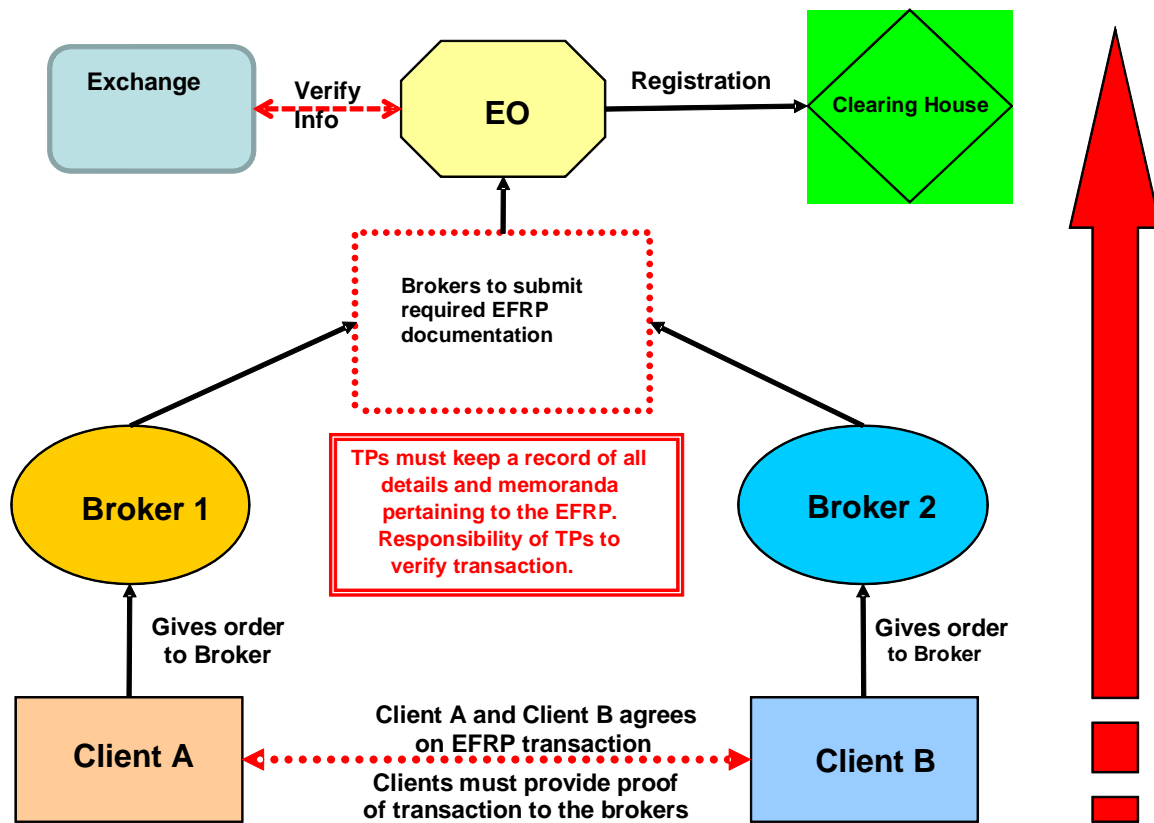 Exchange
Verify
Info
EO
Registration
Clearing House
Brokers to submit
required EFRP
documentation
TPs must keep a record of all
details and memoranda
pertaining to the EFRP.
Responsibility of TPs to
verify transaction.
Broker 1
Broker 2
Gives order
to Broker
Gives order
to Broker
Client A
Client A and Client B agrees
on EFRP transaction
Clients must provide proof
of transaction to the brokers
Client B